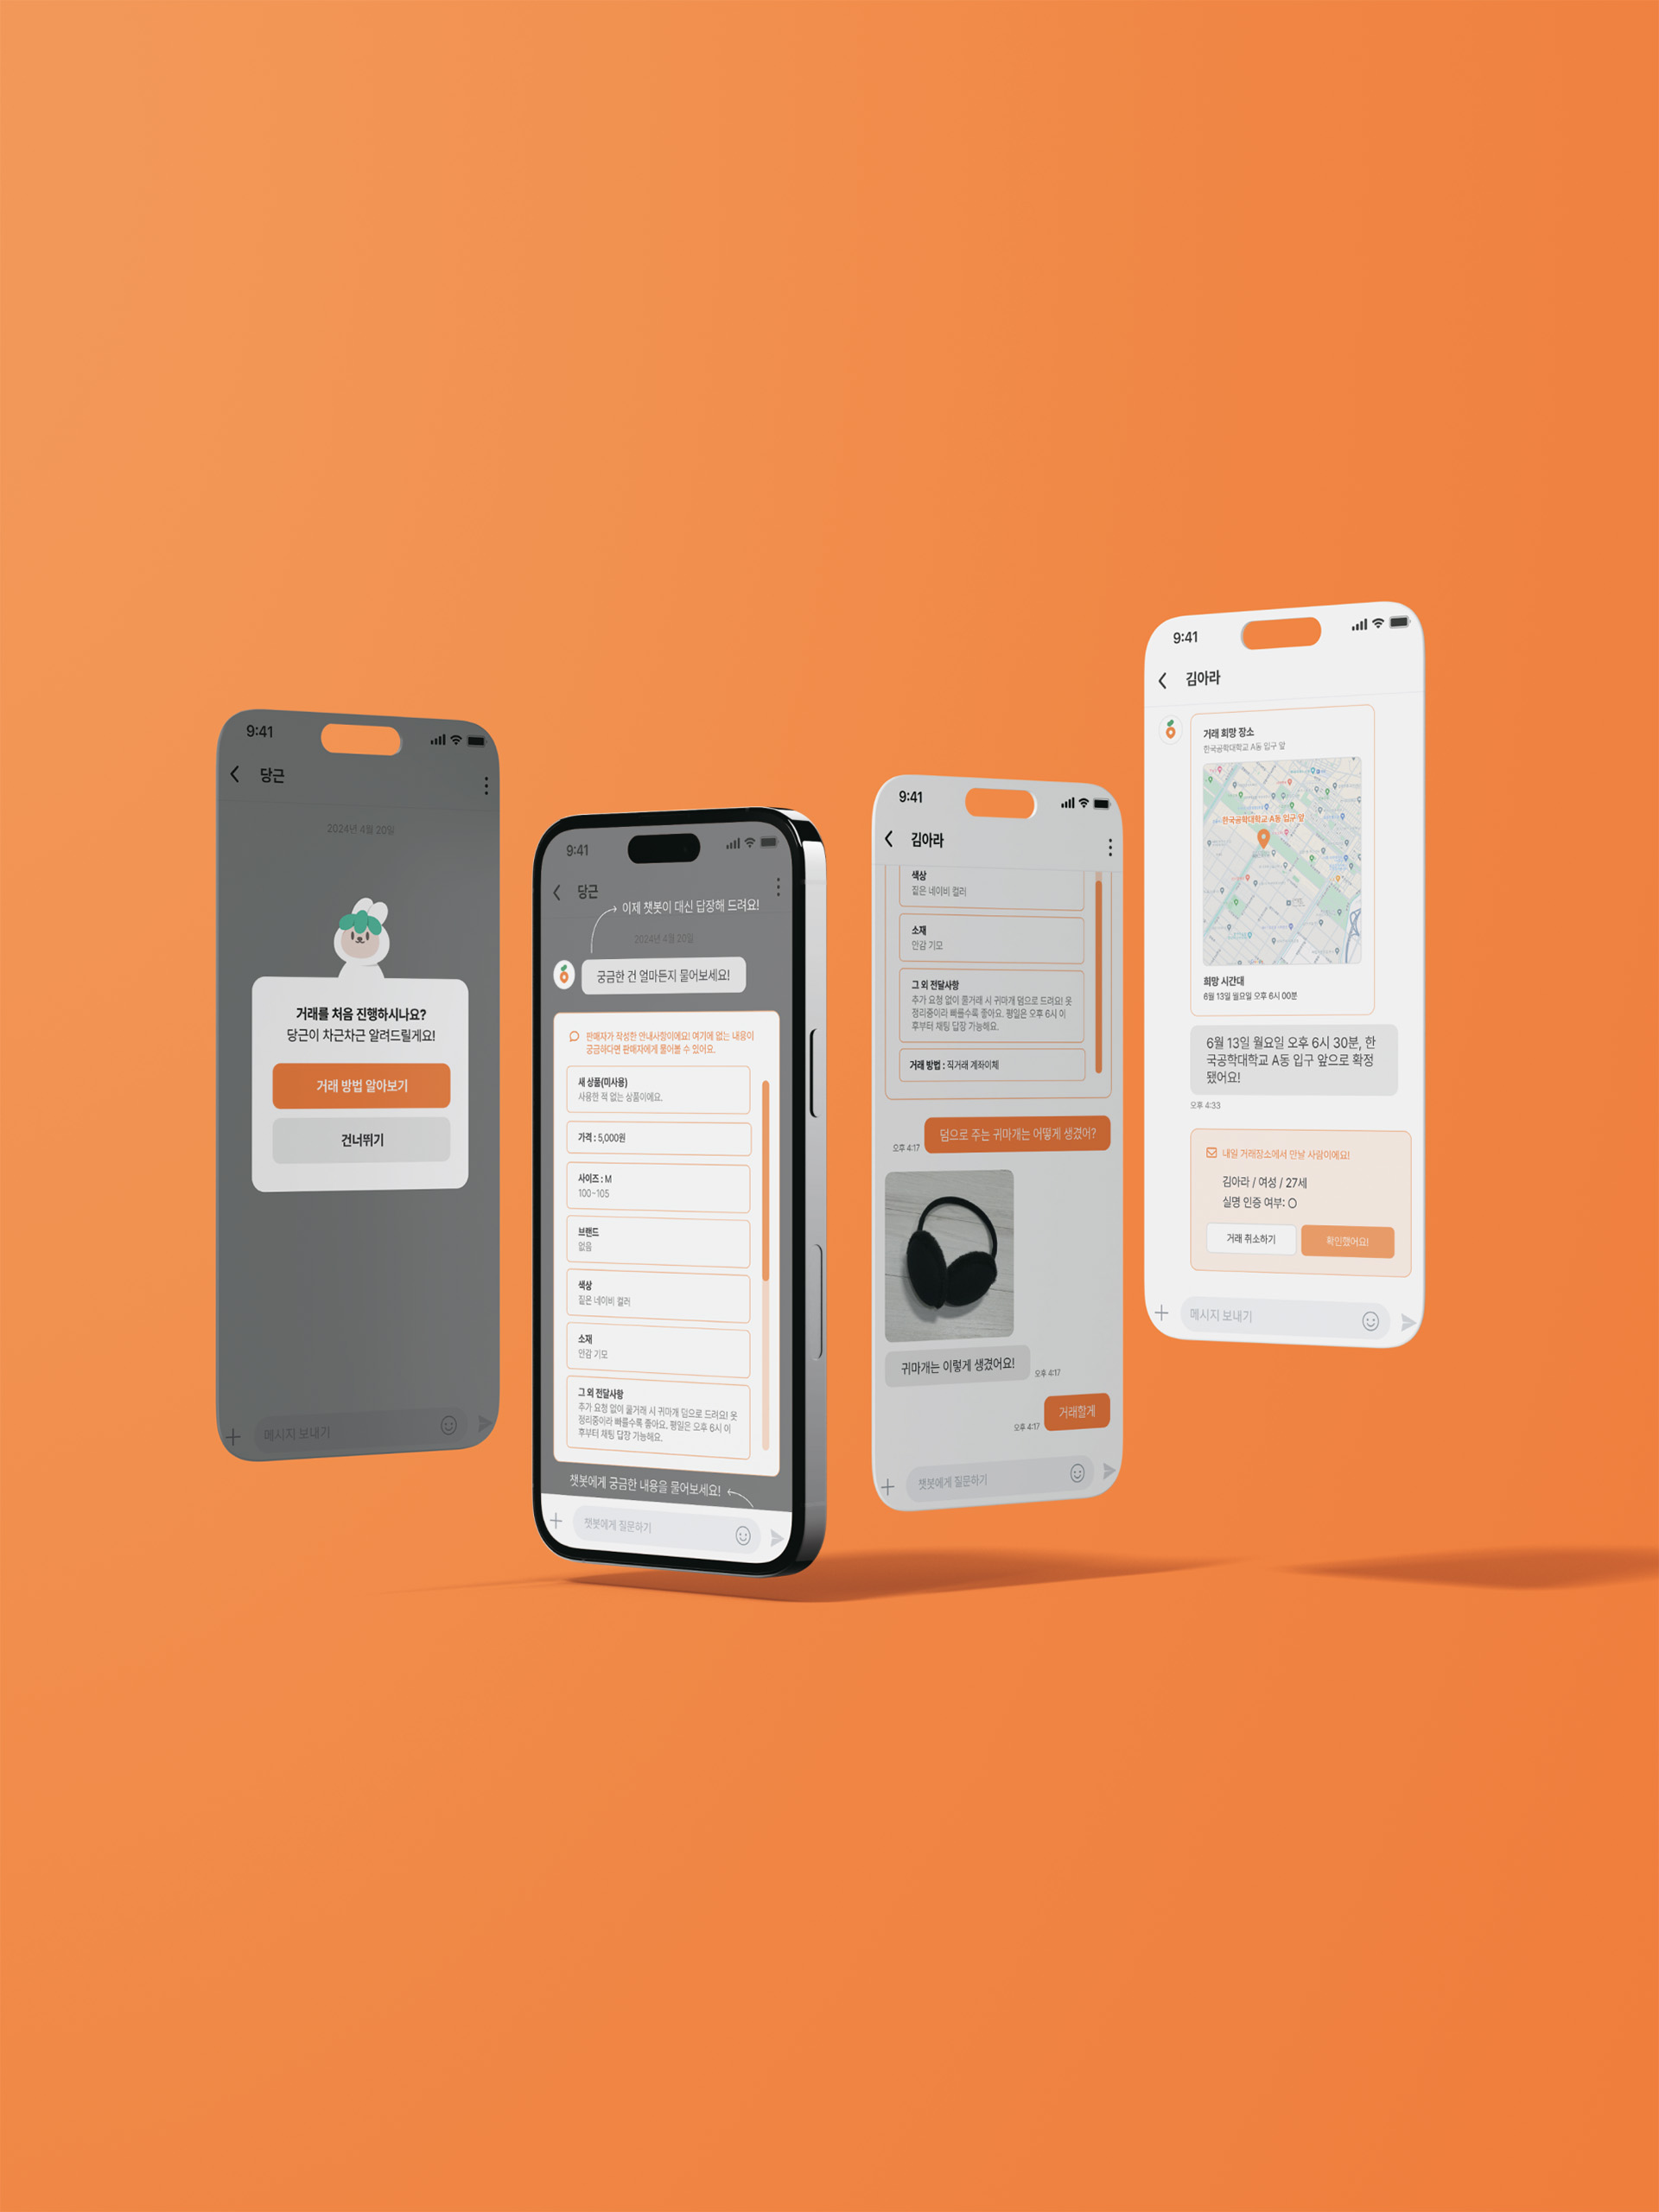 9:41
당근
2024년 4월 20일
거래를 처음 진행하시나요?
당근이 차근차근 알려드릴게요!
거래 방법 알아보기
건너뛰기
메시지 보내기
9:41
당근
이제 챗봇이 대신 답장해 드려요!
2024년 4월 20일
궁금한 건 얼마든지 물어보세요!
판매자가 작성한 안내사항이에요! 여기에 없는 내용이
궁금하다면 판매자에게 물어볼 수 있어요.
새 상품(미사용)
사용한 적 없는 상품이에요.
가격 : 5,000원
사이즈 : M
100-105
브랜드
없음
색상
짙은 네이비 컬러
소재
안감 기모
그 외 전달사항
추가 요청 없이 쿨거래 시 귀마개 덤으로 드려요! 옷
정리중이라 빠를수록 좋아요. 평일은 오후 6시 이
후부터 채팅 답장 가능해요.
챗봇에게 궁금한 내용을 물어보세요!
챗봇에게 질문하기
9:41
김아라
색상
짙은 네이비 컬러
소재
안감 기모
그 외 전달사항
추가 요청 없이 쿨거래 시 귀마개 덤으로 드려요! 옷
정리중이라 빠를수록 좋아요. 평일은 오후 6시 이
후부터 채팅 답장 가능해요.
거래 방법 : 직거래 계좌이체
오후 4:17
덤으로 주는 귀마개는 어떻게 생겼어?
귀마개는 이렇게 생겼어요!
오후 4:17
오후 4:17
거래할게
챗봇에게 질문하기
9:41
김아라
거래 희망 장소
한국공학대학교 A동 입구 앞
한국공학대학교 A동 입구 앞
희망 시간대
6월 13일 월요일 오후 6시 00분
6월 13일 월요일 오후 6시 30분, 한
국공학대학교 A동 입구 앞으로 확정
됐어요!
오후 4:33
내일 거래장소에서 만날 사람이에요!
김아라 / 여성 / 27세
실명 인증 여부: O
거래 취소하기
확인했어요!
메시지 보내기